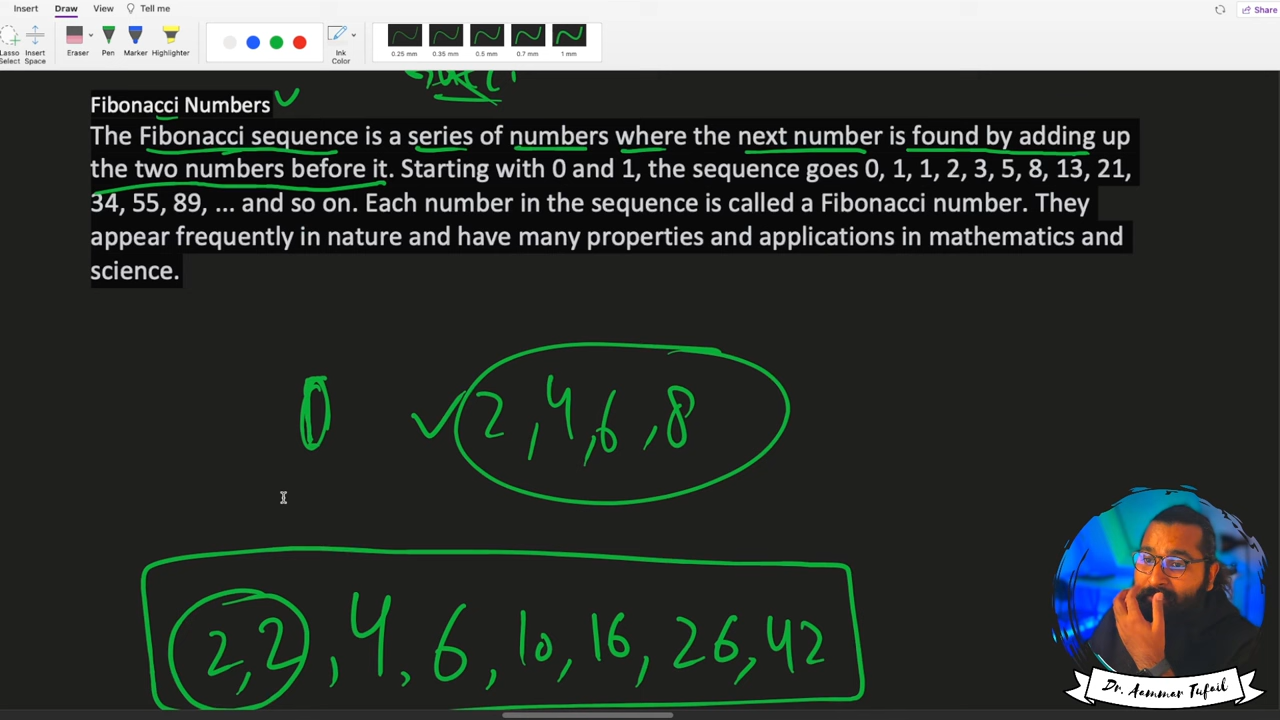 Insert Draw View Tell me
Share
Lasso Select
Insert Space
Eraser
Pen
Marker
Highlighter
Ink Color
0.25 mm 0.35 mm 0.5 mm 0.7 mm 1 mm
Fibonacci Numbers
The Fibonacci sequence is a series of numbers where the next number is found by adding up
the two numbers before it. Starting with 0 and 1, the sequence goes 0, 1, 1, 2, 3, 5, 8, 13, 21,
34, 55, 89, ... and so on. Each number in the sequence is called a Fibonacci number. They
appear frequently in nature and have many properties and applications in mathematics and
science.
0 2, 4, 6, 8
2, 2, 4, 6, 10, 16, 26, 42
Dr. Aammar Tufail